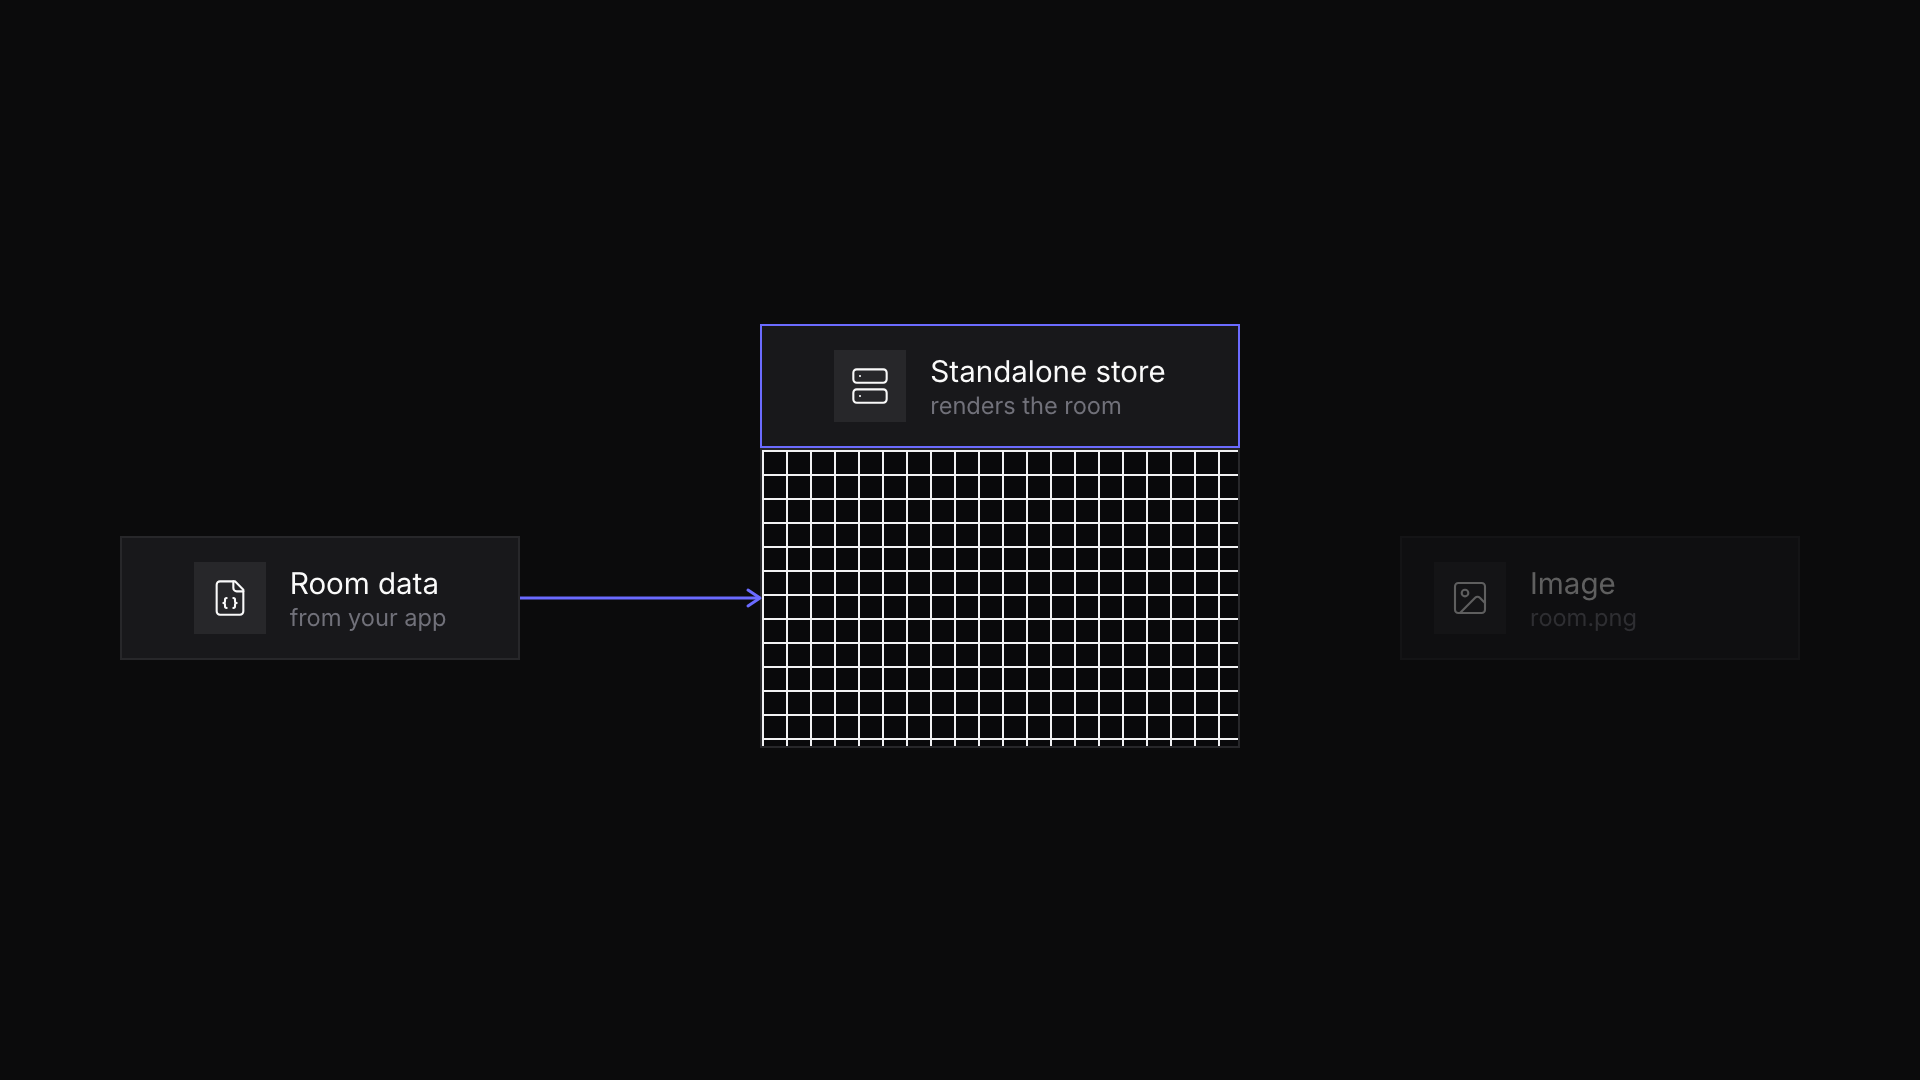 Standalone store
renders the room
Room data
from your app
Image
room.png